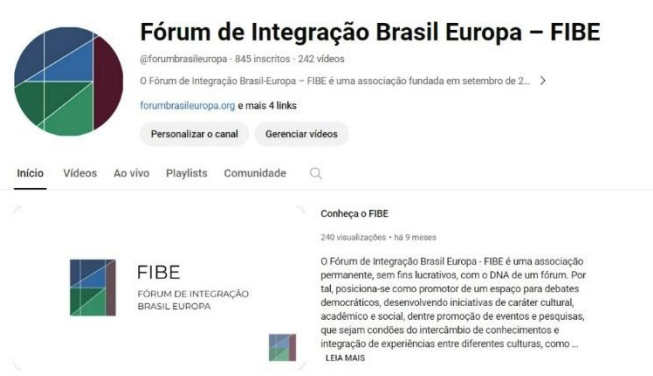 Fórum de Integração Brasil Europa – FIBE
@forumbrasileuropa · 845 inscritos · 242 vídeos
O Fórum de Integração Brasil-Europa – FIBE é uma associação fundada em setembro de 2...
forumbrasileuropa.org e mais 4 links
Personalizar o canal Gerenciar vídeos
Início Vídeos Ao vivo Playlists Comunidade
FIBE
FÓRUM DE INTEGRAÇÃO
BRASIL EUROPA
Conheça o FIBE
240 visualizações • há 9 meses
O Fórum de Integração Brasil Europa - FIBE é uma associação
permanente, sem fins lucrativos, com o DNA de um fórum. Por
tal, posiciona-se como promotor de um espaço para debates
democráticos, desenvolvendo iniciativas de caráter cultural,
acadêmico e social, dentre promoção de eventos e pesquisas,
que sejam condões do intercâmbio de conhecimentos e
integração de experiências entre diferentes culturas, como ...
LEIA MAIS